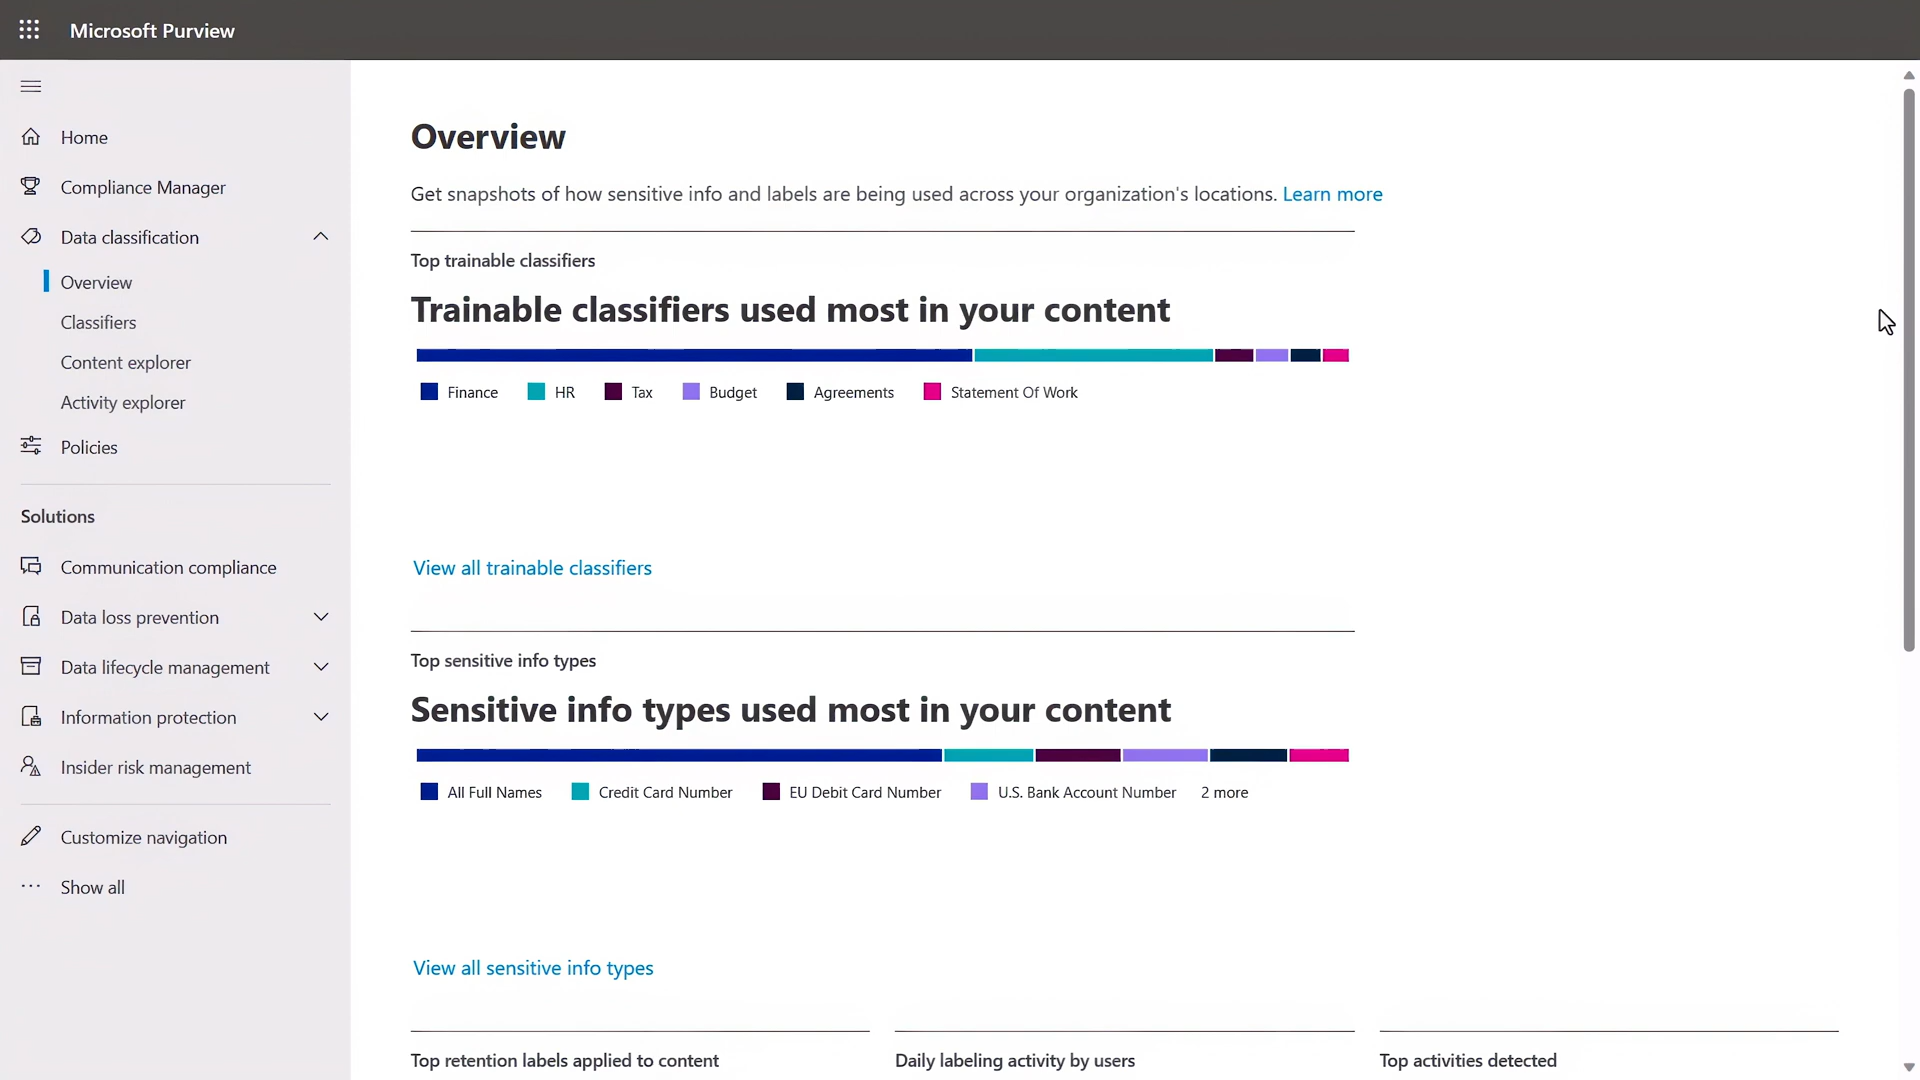 Microsoft Purview
Home
Compliance Manager
Data classification
Overview
Classifiers
Content explorer
Activity explorer
Policies
Solutions
Communication compliance
Data loss prevention
Data lifecycle management
Information protection
Insider risk management
Customize navigation
Show all
Overview
Get snapshots of how sensitive info and labels are being used across your organization's locations. Learn more
Top trainable classifiers
Trainable classifiers used most in your content
Finance HR Tax Budget Agreements Statement Of Work
View all trainable classifiers
Top sensitive info types
Sensitive info types used most in your content
All Full Names Credit Card Number EU Debit Card Number U.S. Bank Account Number 2 more
View all sensitive info types
Top retention labels applied to content Daily labeling activity by users Top activities detected